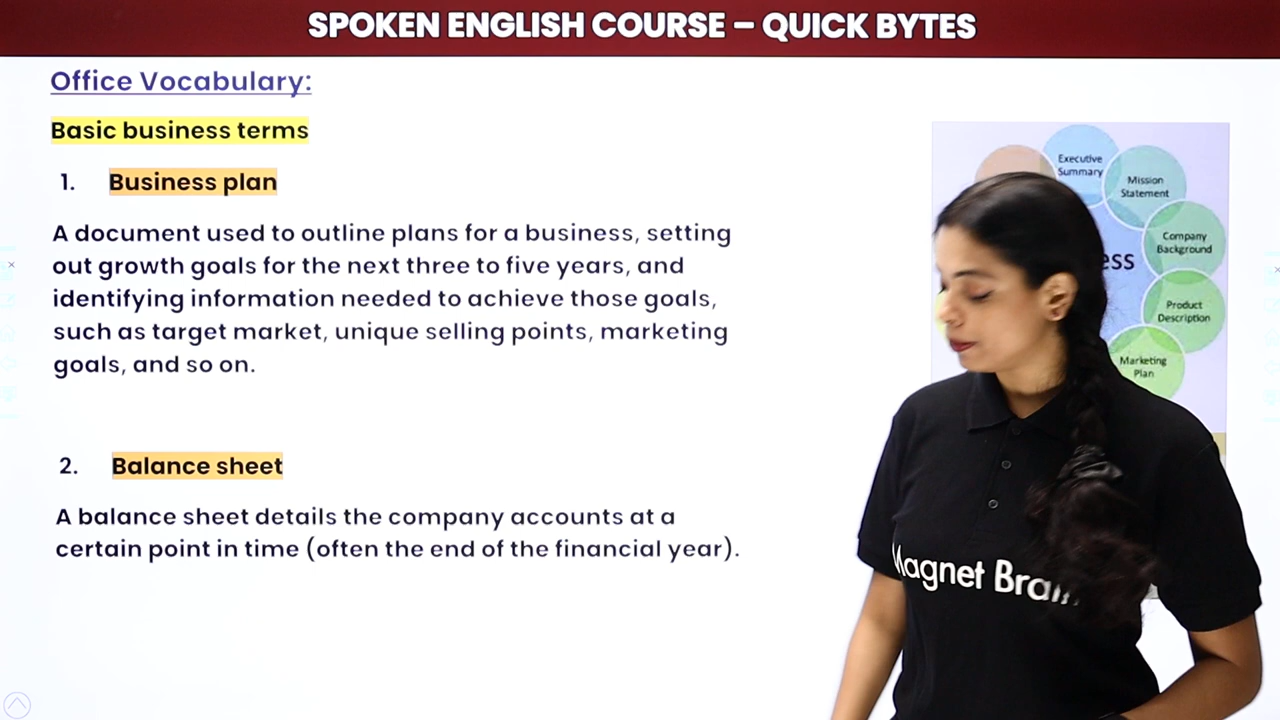 SPOKEN ENGLISH COURSE – QUICK BYTES
Office Vocabulary:
Basic business terms
1. Business plan
A document used to outline plans for a business, setting
out growth goals for the next three to five years, and
identifying information needed to achieve those goals,
such as target market, unique selling points, marketing
goals, and so on.
2. Balance sheet
A balance sheet details the company accounts at a
certain point in time (often the end of the financial year).
Executive
Summary
Mission
Statement
Company
Background
Product
Description
Marketing
Plan
Magnet